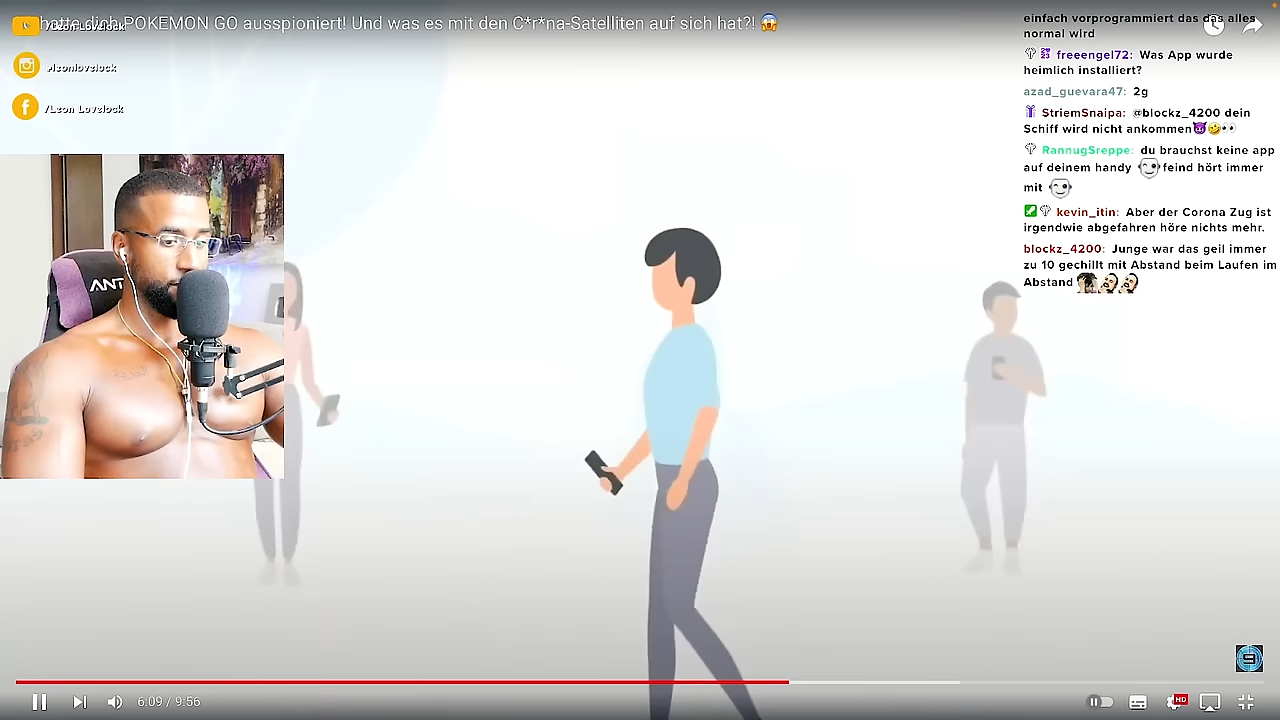 hatte dich POKEMON GO ausspioniert! Und was es mit den C*r*na-Satelliten auf sich hat?! 😱
/Leon Lovelock
/leonlovelock
/Leon Lovelock
ANT
einfach vorprogrammiert das das alles
normal wird
freeengel72: Was App wurde
heimlich installiert?
azad_guevara47: 2g
StriemSnaipa: @blockz_4200 dein
Schiff wird nicht ankommen😈🤣👀
RannugSreppe: du brauchst keine app
auf deinem handy feind hört immer
mit
kevin_itin: Aber der Corona Zug ist
irgendwie abgefahren höre nichts mehr.
blockz_4200: Junge war das geil immer
zu 10 gechillt mit Abstand beim Laufen im
Abstand
6:09 / 9:56
HD